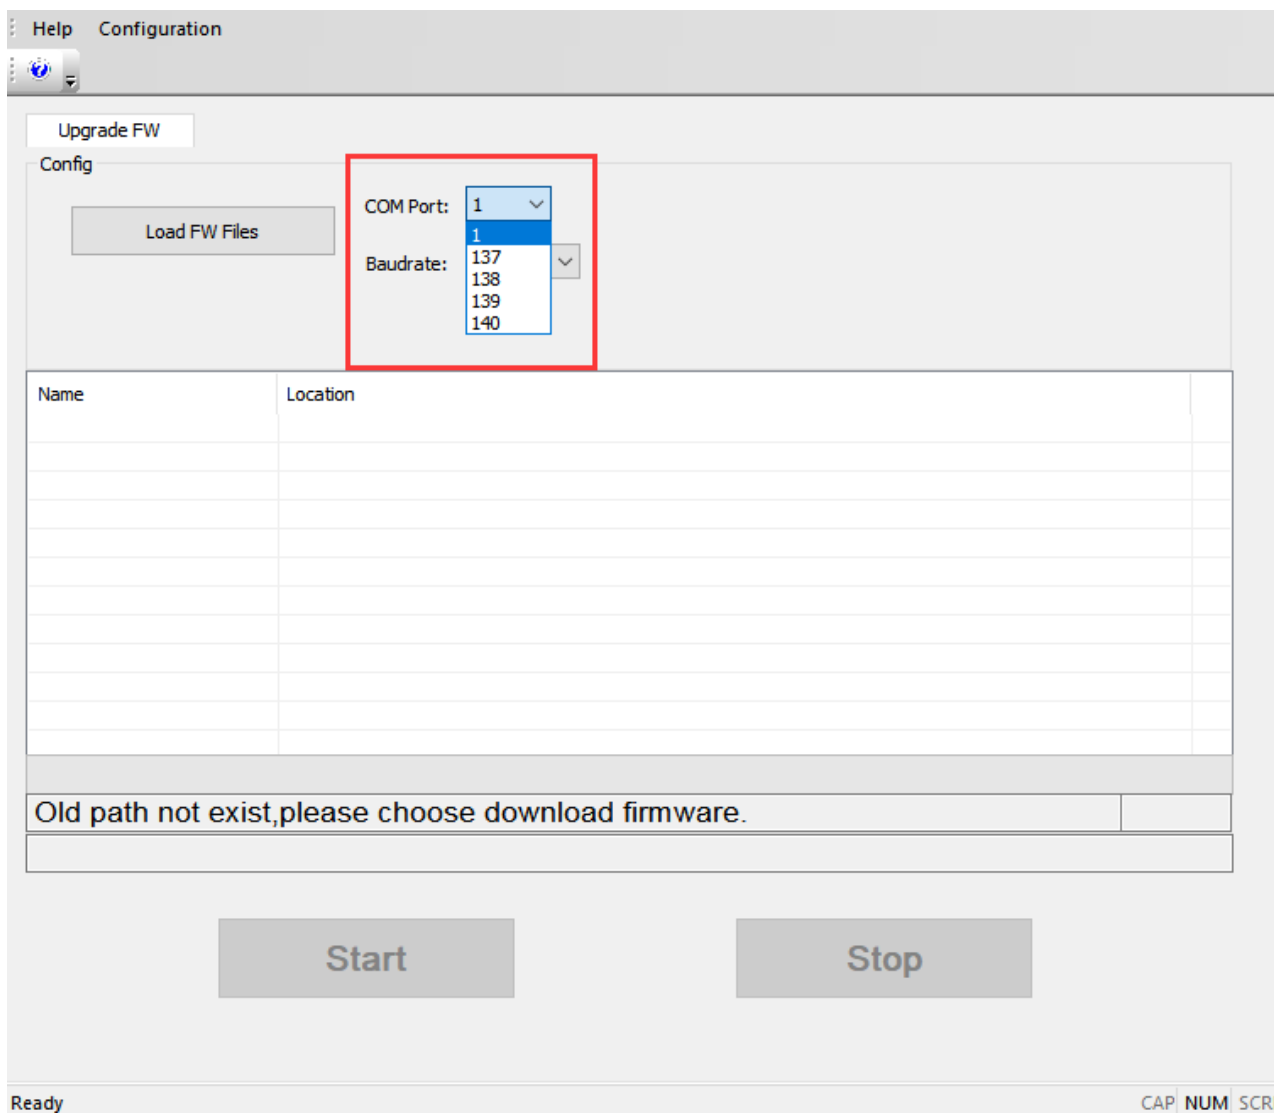 Help Configuration
Upgrade FW
Config
Load FW Files
COM Port: 1
1
Baudrate:
137
138
139
140
Name Location
Old path not exist,please choose download firmware.
Start Stop
Ready CAP NUM SCR